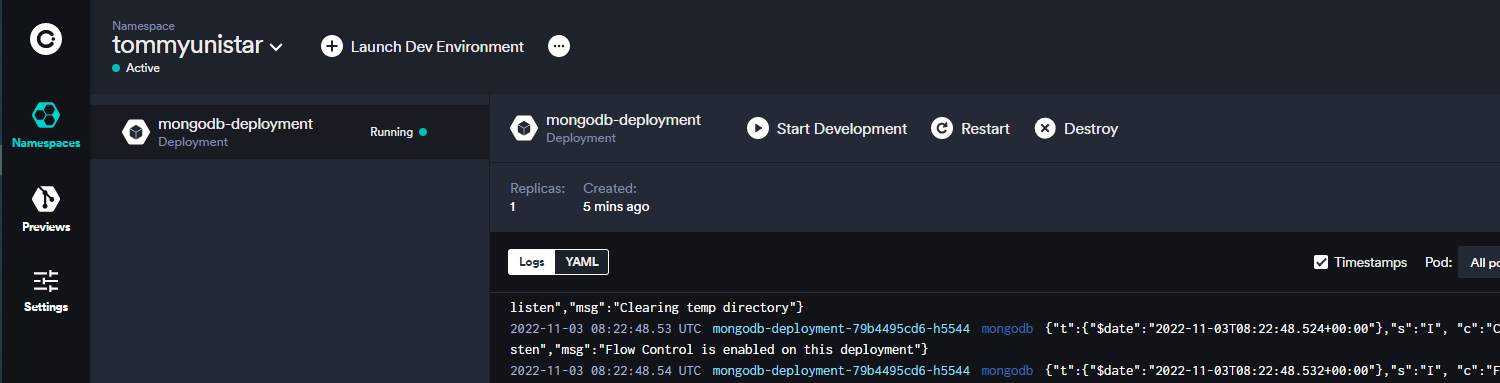 Namespace
tommyunistar
Active
Launch Dev Environment
Namespaces
Previews
Settings
mongodb-deployment
Deployment
Running
mongodb-deployment
Deployment
Start Development
Restart
Destroy
Replicas:
1
Created:
5 mins ago
Logs YAML
Timestamps Pod: All po
listen","msg":"Clearing temp directory"}
2022-11-03 08:22:48.53 UTC mongodb-deployment-79b4495cd6-h5544 mongodb {"t":{"$date":"2022-11-03T08:22:48.524+00:00"},"s":"I", "c":"C
sten","msg":"Flow Control is enabled on this deployment"}
2022-11-03 08:22:48.54 UTC mongodb-deployment-79b4495cd6-h5544 mongodb {"t":{"$date":"2022-11-03T08:22:48.532+00:00"},"s":"I", "c":"F